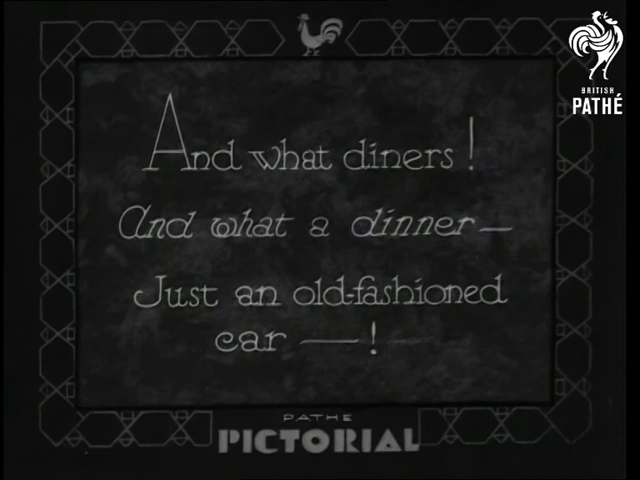 BRITISH
PATHÉ
And what diners!
And what a dinner—
Just an old-fashioned
car —!—
PATHE
PICTORIAL